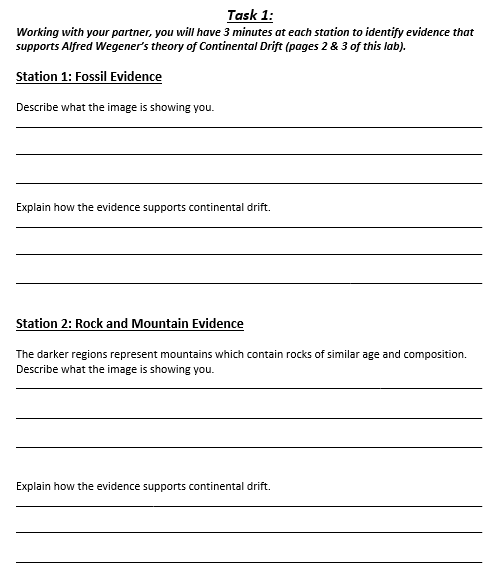 Task 1:
Working with your partner, you will have 3 minutes at each station to identify evidence that
supports Alfred Wegener's theory of Continental Drift (pages 2 & 3 of this lab).
Station 1: Fossil Evidence
Describe what the image is showing you.
Explain how the evidence supports continental drift.
Station 2: Rock and Mountain Evidence
The darker regions represent mountains which contain rocks of similar age and composition.
Describe what the image is showing you.
Explain how the evidence supports continental drift.